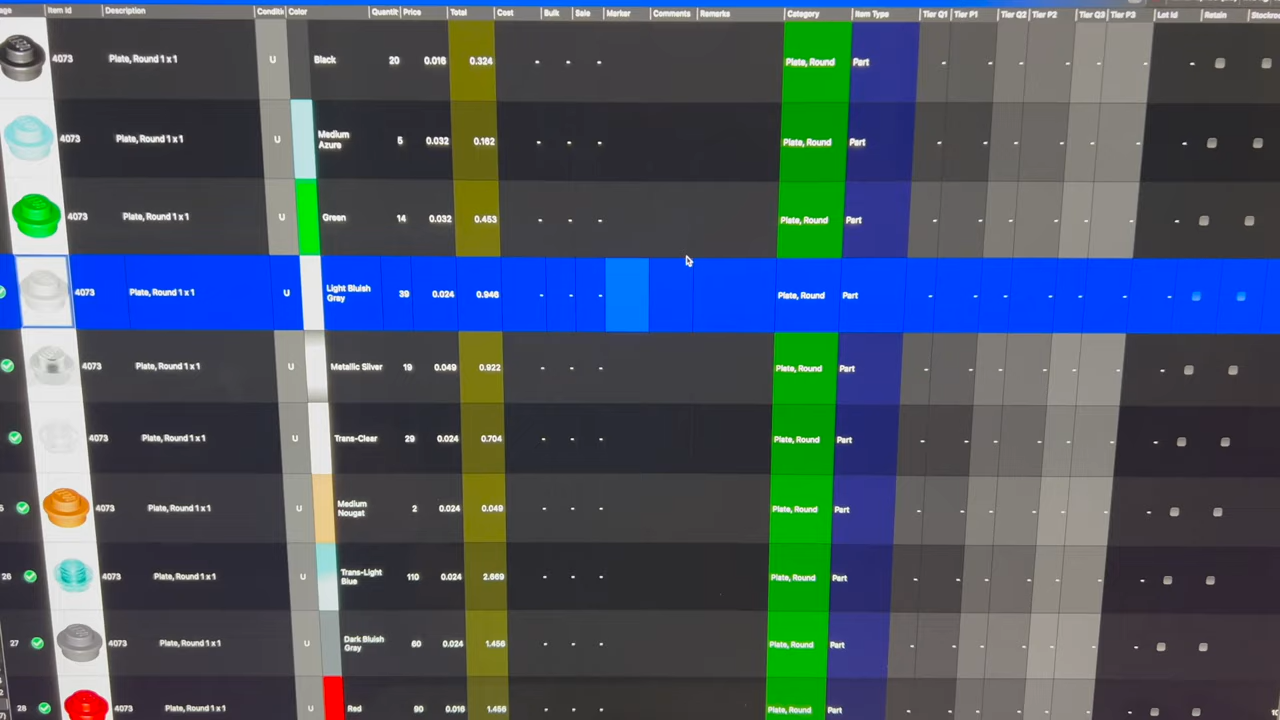 Item Id Description Color Quantity Price Total Cost Bulk Sale Marker Comments Remarks Category Item Type Tier Q1 Tier P1 Tier Q2 Tier P2 Tier Q3 Tier P3 Lot Id Retain
4073 Plate, Round 1 x 1 U Black 20 0.016 0.324 - - - Plate, Round Part - - - - - - -
4073 Plate, Round 1 x 1 U Medium Azure 5 0.032 0.162 - - - Plate, Round Part - - - - - - -
4073 Plate, Round 1 x 1 U Green 14 0.032 0.453 - - - Plate, Round Part - - - - - - -
4073 Plate, Round 1 x 1 U Light Bluish Gray 39 0.024 0.946 - - - Plate, Round Part - - - - - - -
4073 Plate, Round 1 x 1 U Metallic Silver 19 0.049 0.922 - - - Plate, Round Part - - - - - - -
4073 Plate, Round 1 x 1 U Trans-Clear 29 0.024 0.704 - - - Plate, Round Part - - - - - - -
4073 Plate, Round 1 x 1 U Medium Nougat 2 0.024 0.049 - - - Plate, Round Part - - - - - - -
26 4073 Plate, Round 1 x 1 U Trans-Light Blue 110 0.024 2.669 - - - Plate, Round Part - - - - - - -
27 4073 Plate, Round 1 x 1 U Dark Bluish Gray 60 0.024 1.456 - - - Plate, Round Part - - - - - - -
28 4073 Plate, Round 1 x 1 U Red 90 0.016 1.456 - - - Plate, Round Part - - - - - - -